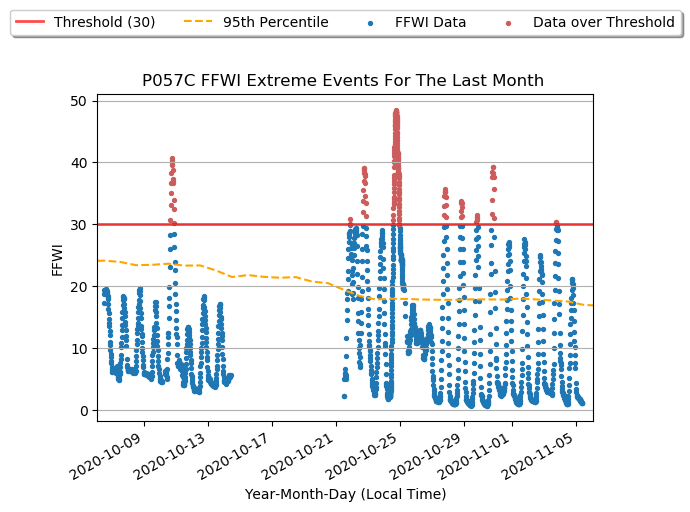 Threshold (30) 95th Percentile FFWI Data Data over Threshold
P057C FFWI Extreme Events For The Last Month
50
40
30
20
10
0
FFWI
2020-10-09 2020-10-13 2020-10-17 2020-10-21 2020-10-25 2020-10-29 2020-11-01 2020-11-05
Year-Month-Day (Local Time)